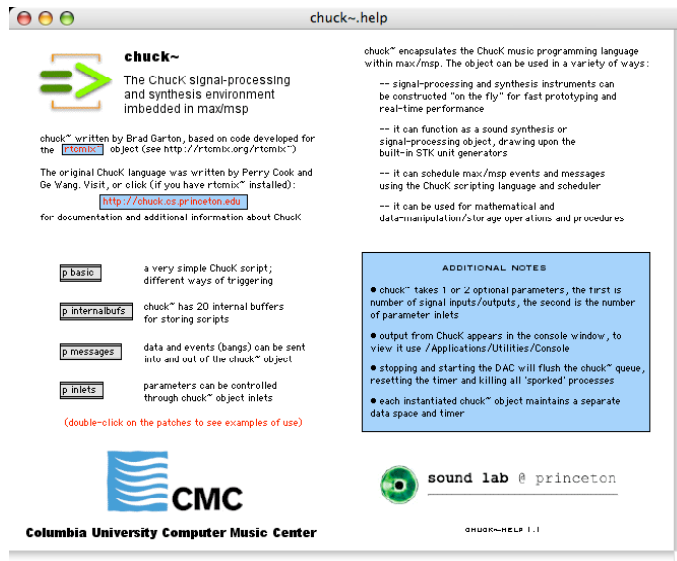 chuck~.help
chuck~
The ChucK signal-processing
and synthesis environment
imbedded in max/msp
chuck~ written by Brad Garton, based on code developed for
the rtcmix~ object (see http://rtcmix.org/rtcmix~)
The original ChucK language was written by Perry Cook and
Ge Wang. Visit, or click (if you have rtcmix~ installed):
http://chuck.cs.princeton.edu
for documentation and additional information about ChucK
chuck~ encapsulates the ChucK music programming language
within max/msp. The object can be used in a variety of ways:
-- signal-processing and synthesis instruments can
be constructed "on the fly" for fast prototyping and
real-time performance
-- it can function as a sound synthesis or
signal-processing object, drawing upon the
built-in STK unit generators
-- it can schedule max/msp events and messages
using the ChucK scripting language and scheduler
-- it can be used for mathematical and
data-manipulation/storage operations and procedures
p basic
a very simple ChucK script;
different ways of triggering
p internalbufs
chuck~ has 20 internal buffers
for storing scripts
p messages
data and events (bangs) can be sent
into and out of the chuck~ object
p inlets
parameters can be controlled
through chuck~ object inlets
(double-click on the patches to see examples of use)
ADDITIONAL NOTES
● chuck~ takes 1 or 2 optional parameters, the first is
number of signal inputs/outputs, the second is the number
of parameter inlets
● output from ChucK appears in the console window, to
view it use /Applications/Utilities/Console
● stopping and starting the DAC will flush the chuck~ queue,
resetting the timer and killing all 'sporked' processes
● each instantiated chuck~ object maintains a separate
data space and timer
CMC
Columbia University Computer Music Center
sound lab @ princeton
CHUCK~-HELP 1.1